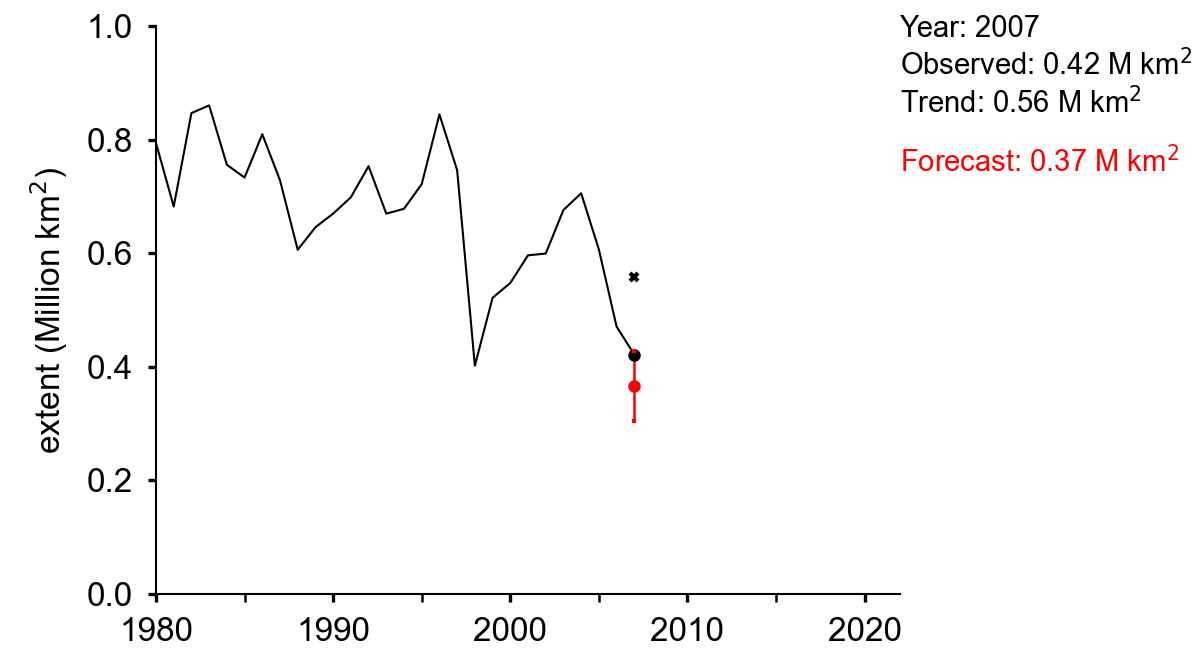 Year: 2007
Observed: 0.42 M km²
Trend: 0.56 M km²
Forecast: 0.37 M km²
extent (Million km²)
1.0
0.8
0.6
0.4
0.2
0.0
1980 1990 2000 2010 2020